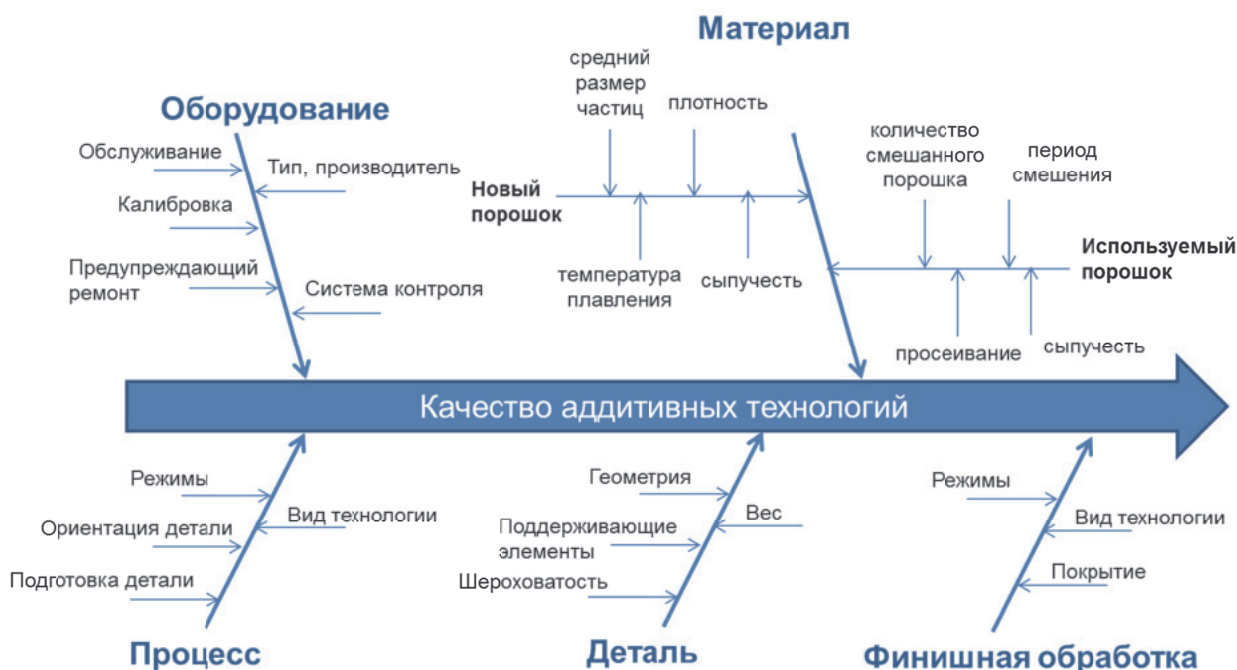 Материал
Оборудование
средний
размер
частиц
плотность
Обслуживание
Тип, производитель
Калибровка
Предупреждающий
ремонт
Система контроля
Новый
порошок
температура
плавления
сыпучесть
количество
смешанного
порошка
период
смешения
Используемый
порошок
просеивание
сыпучесть
Качество аддитивных технологий
Режимы
Вид технологии
Ориентация детали
Подготовка детали
Процесс
Геометрия
Вес
Поддерживающие
элементы
Шероховатость
Деталь
Режимы
Вид технологии
Покрытие
Финишная обработка